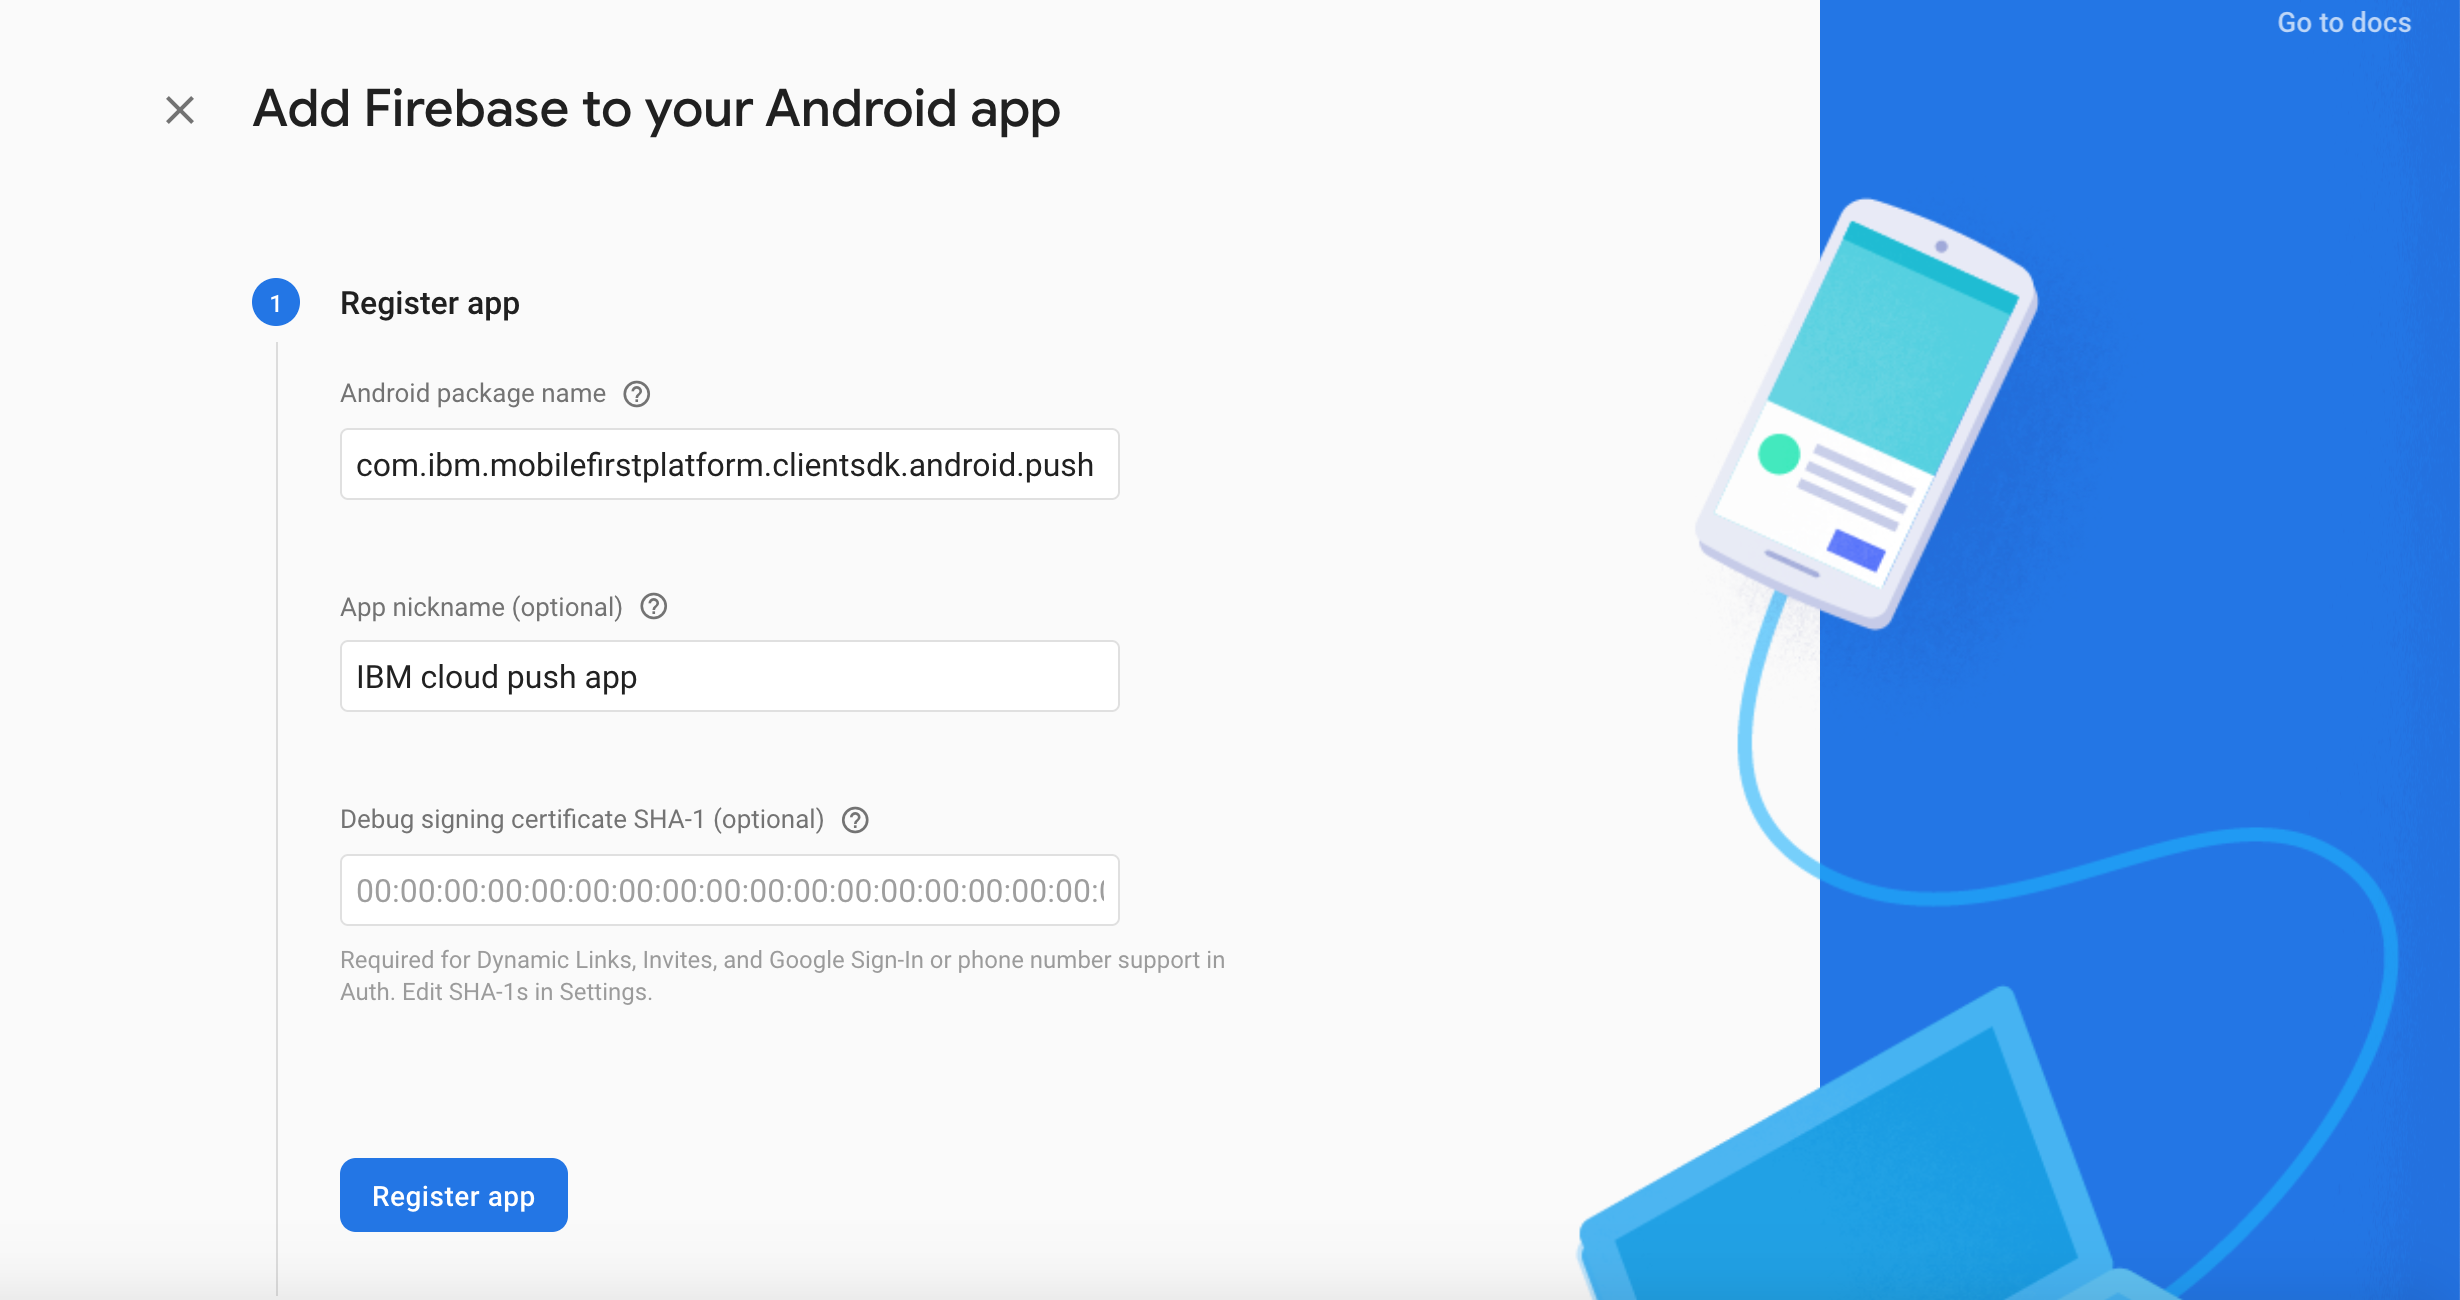 Go to docs
Add Firebase to your Android app
1 Register app
Android package name
com.ibm.mobilefirstplatform.clientsdk.android.push
App nickname (optional)
IBM cloud push app
Debug signing certificate SHA-1 (optional)
00:00:00:00:00:00:00:00:00:00:00:00:00:00:00:00:00:
Required for Dynamic Links, Invites, and Google Sign-In or phone number support in
Auth. Edit SHA-1s in Settings.
Register app